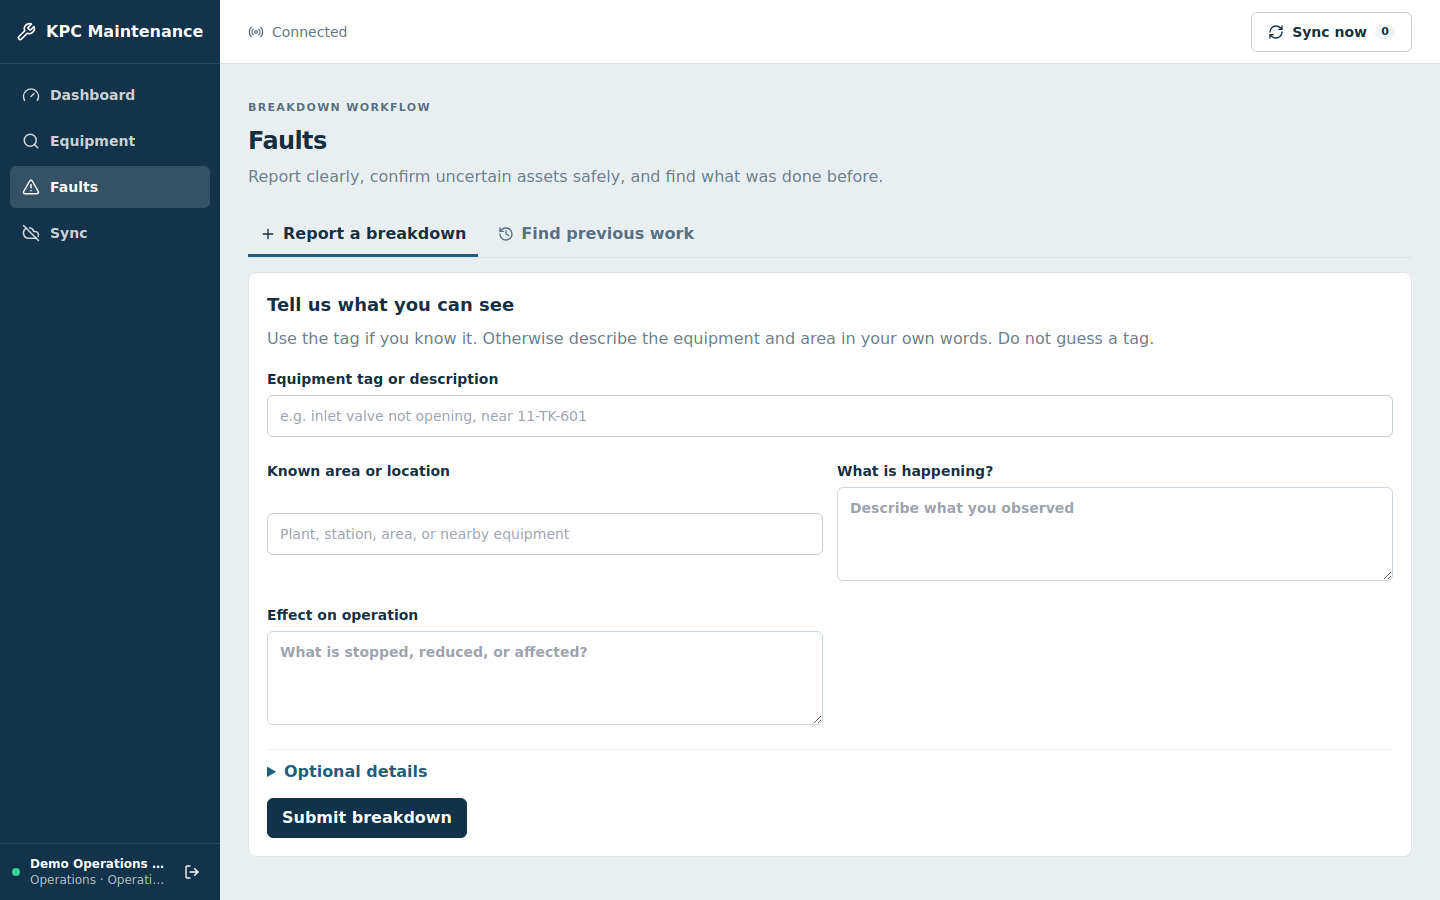 KPC Maintenance
Dashboard
Equipment
Faults
Sync
Demo Operations ...
Operations · Operati...
Connected
Sync now 0
BREAKDOWN WORKFLOW
Faults
Report clearly, confirm uncertain assets safely, and find what was done before.
Report a breakdown
Find previous work
Tell us what you can see
Use the tag if you know it. Otherwise describe the equipment and area in your own words. Do not guess a tag.
Equipment tag or description
e.g. inlet valve not opening, near 11-TK-601
Known area or location
Plant, station, area, or nearby equipment
What is happening?
Describe what you observed
Effect on operation
What is stopped, reduced, or affected?
Optional details
Submit breakdown